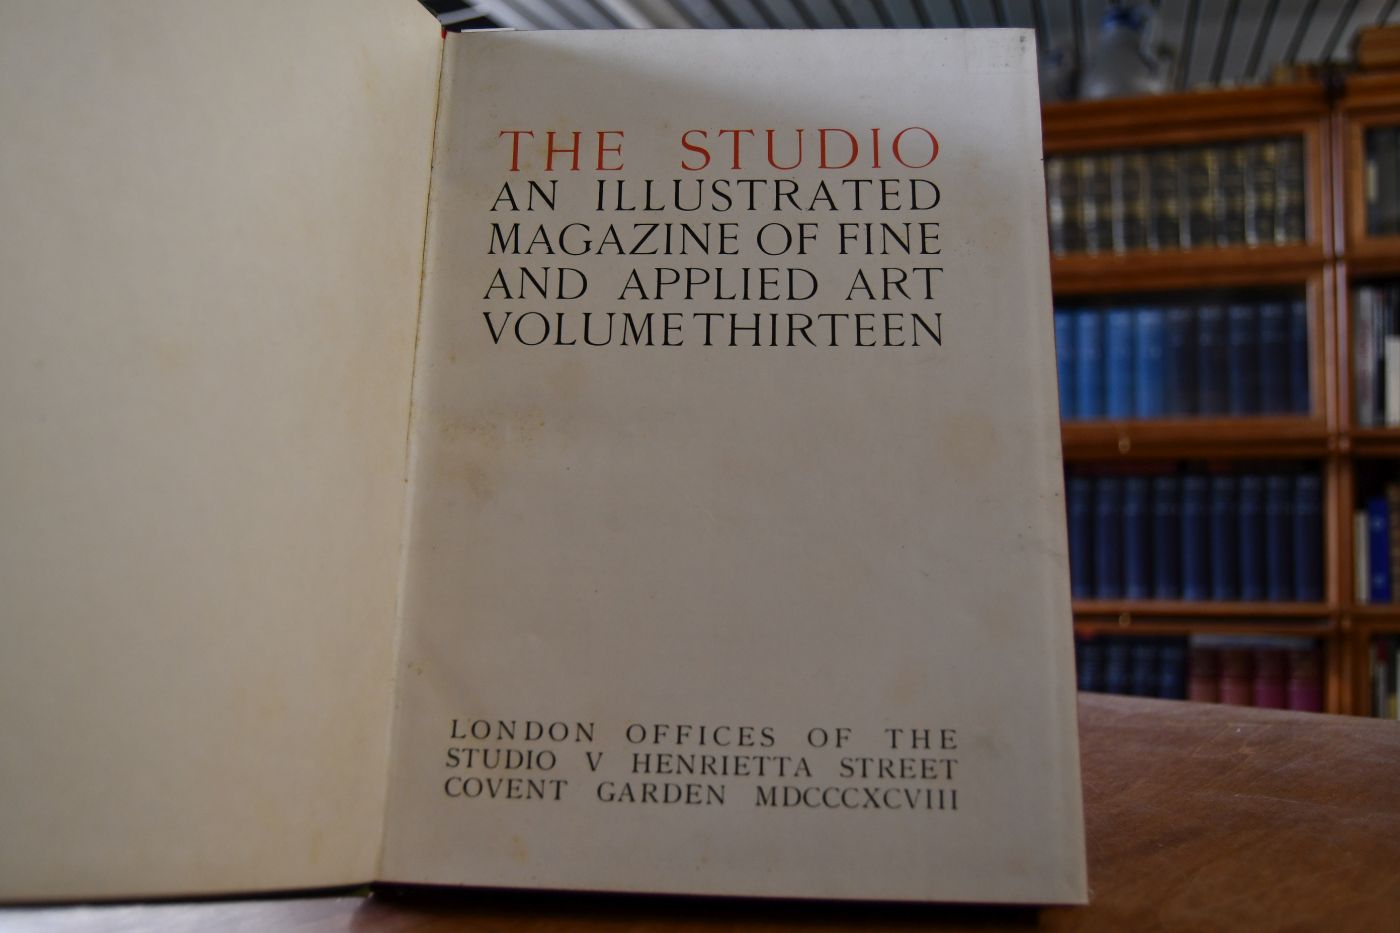 THE STUDIO
AN ILLUSTRATED
MAGAZINE OF FINE
AND APPLIED ART
VOLUME THIRTEEN
LONDON OFFICES OF THE
STUDIO V HENRIETTA STREET
COVENT GARDEN MDCCCXCVIII